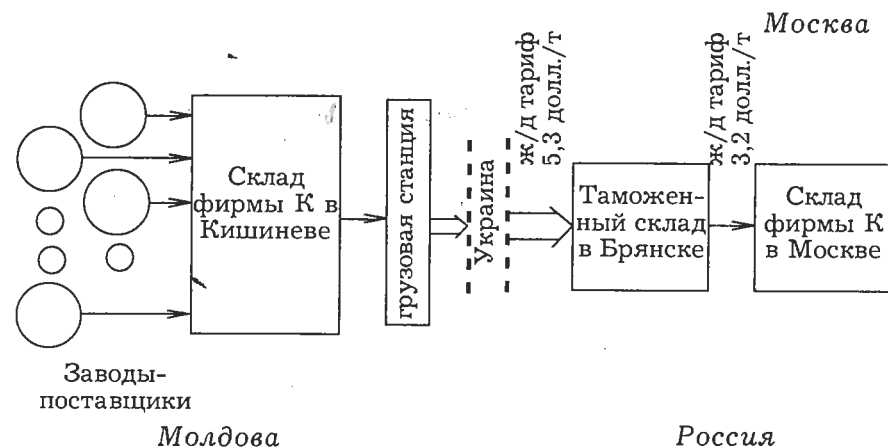 Москва
ж/д тариф
5,3 долл./т
ж/д тариф
3,2 долл./т
Склад
фирмы К в
Кишиневе
грузовая станция
Украина
Таможен-
ный склад
в Брянске
Склад
фирмы К
в Москве
Заводы-
поставщики
Молдова
Россия